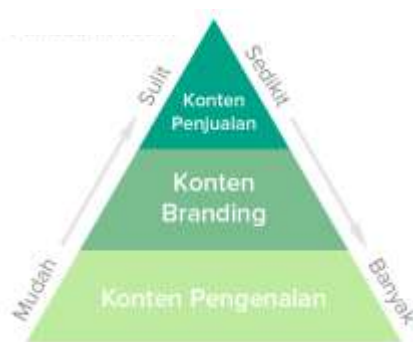 Sulit
Sedikit
Konten
Penjualan
Konten
Branding
Mudah
Banyak
Konten Pengenalan